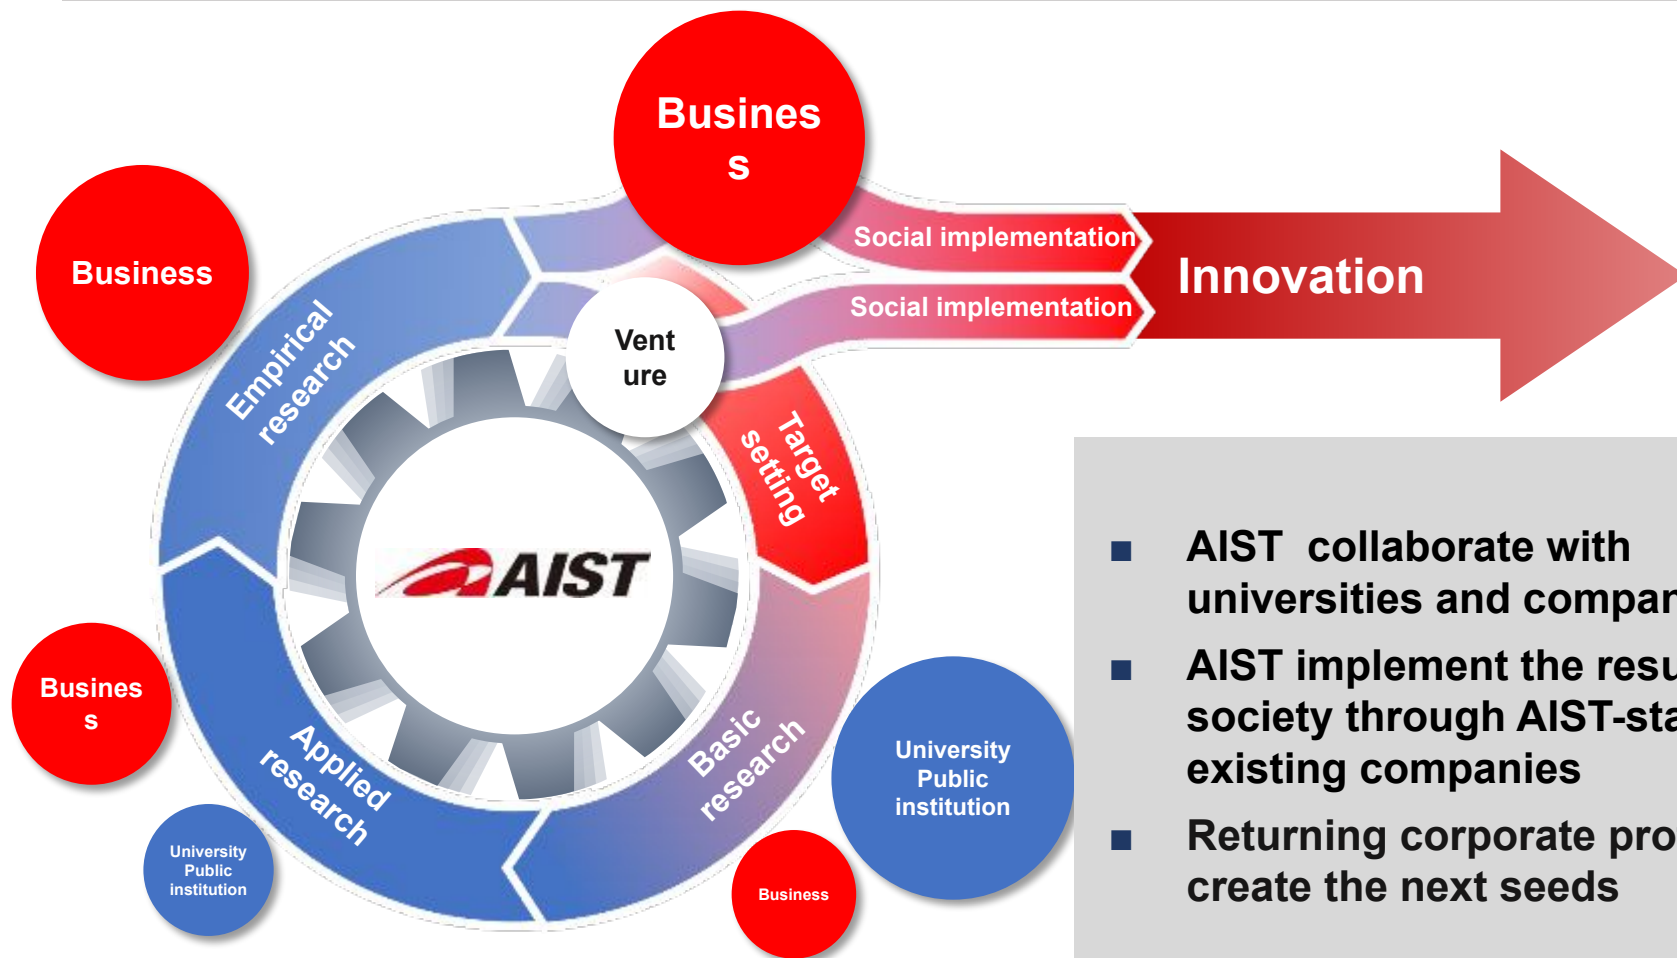 Busines
s
Business
Social implementation
Innovation
Social implementation
Vent
ure
Empirical
research
Target
setting
AIST
AIST collaborate with
universities and compan
AIST implement the resu
society through AIST-sta
existing companies
Returning corporate pro
create the next seeds
Busines
s
Applied
research
Basic
research
University
Public
institution
University
Public
institution
Business